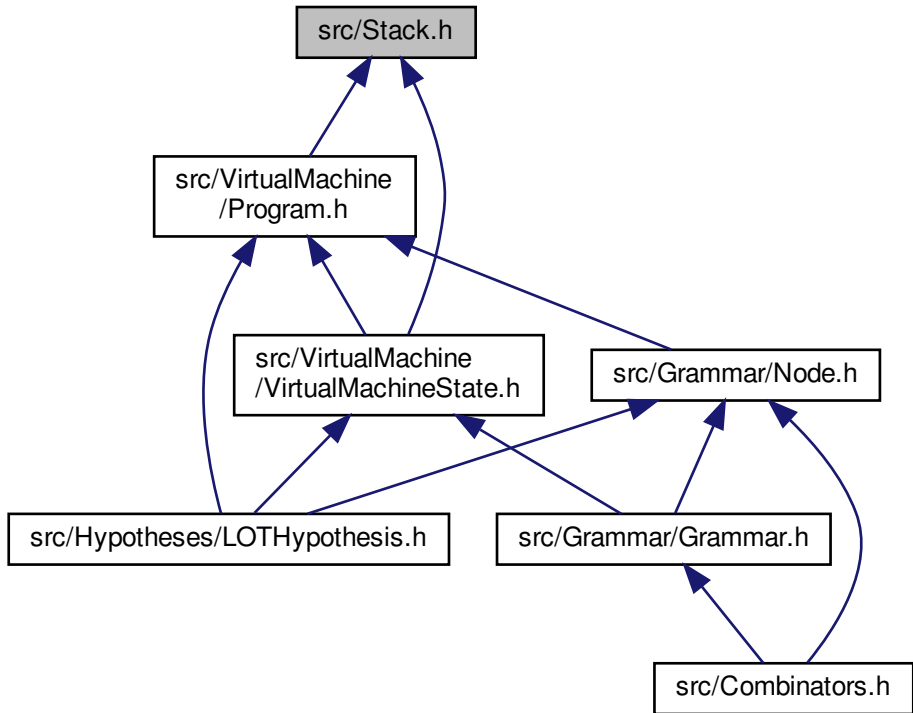 src/Stack.h
src/VirtualMachine
/Program.h
src/VirtualMachine
/VirtualMachineState.h
src/Grammar/Node.h
src/Hypotheses/LOTHypothesis.h
src/Grammar/Grammar.h
src/Combinators.h